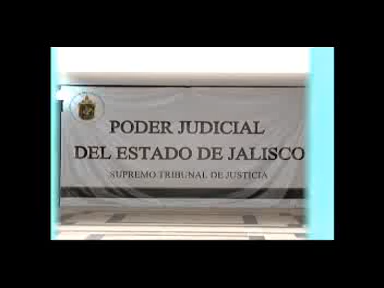 PODER JUDICIAL
DEL ESTADO DE JALISCO
SUPREMO TRIBUNAL DE JUSTICIA